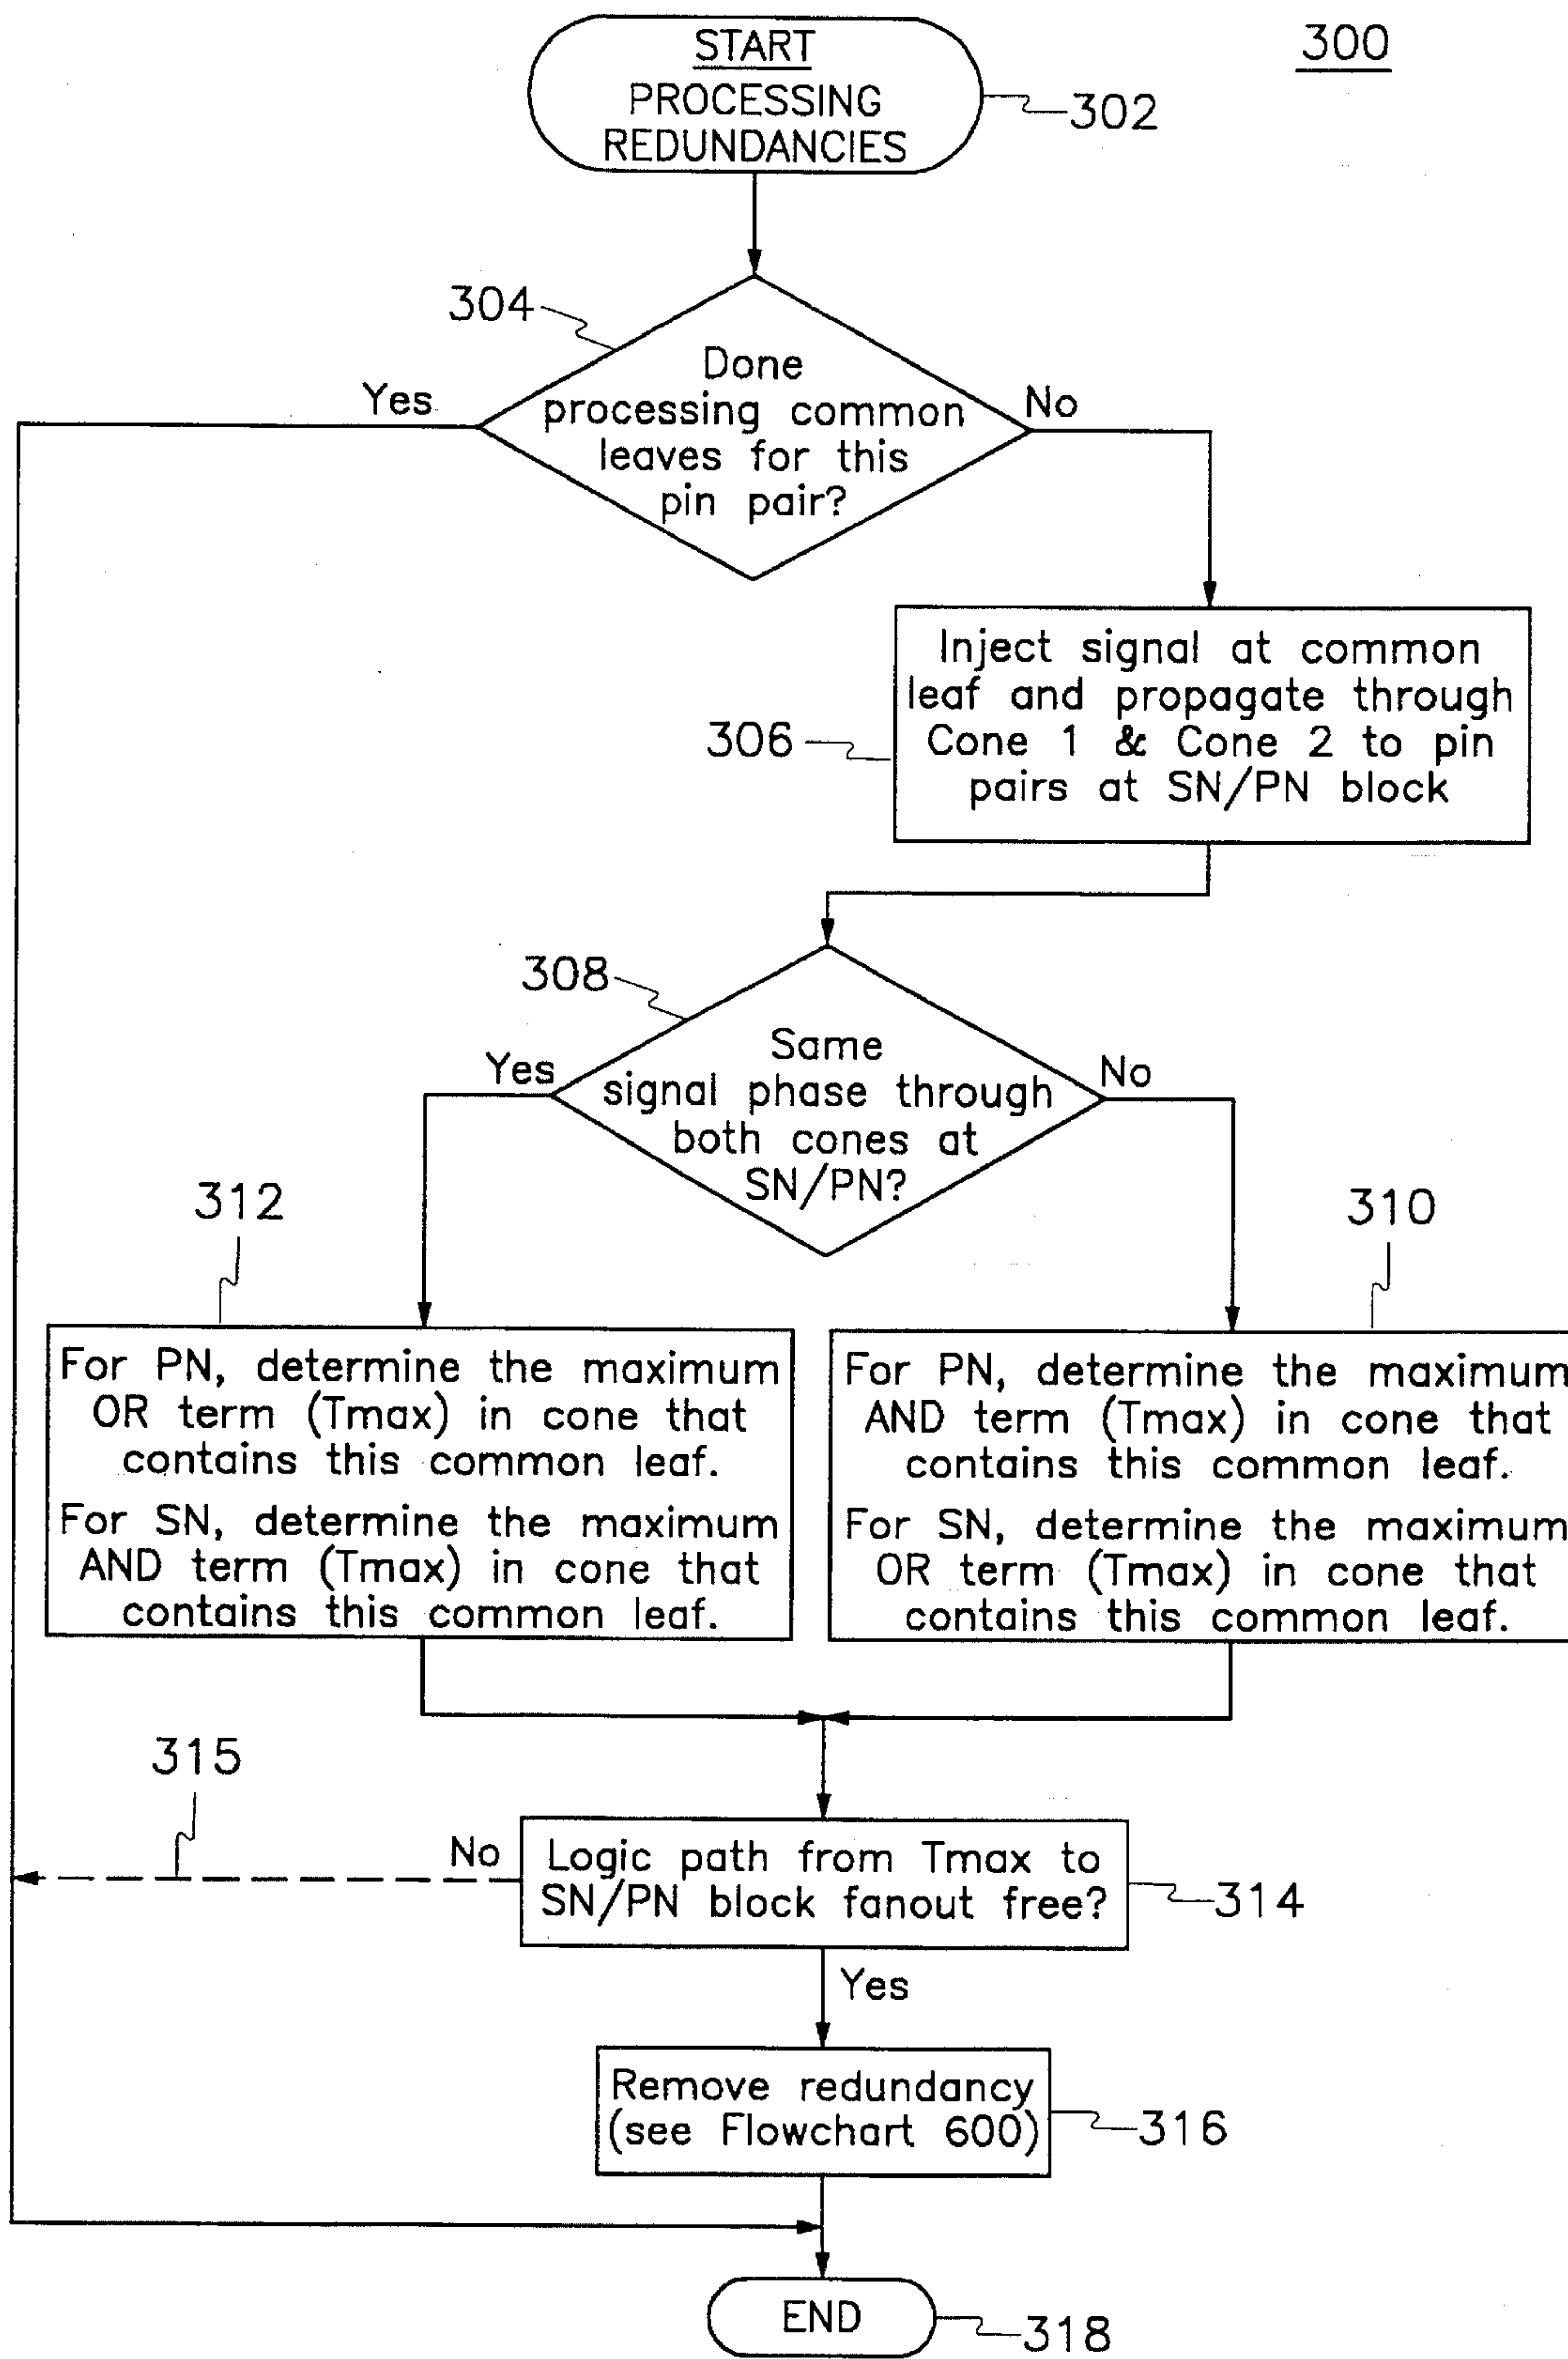 START
300
PROCESSING
REDUNDANCIES
302
304
Done
processing common
leaves for this
pin pair?
Yes
No
Inject signal at common
leaf and propagate through
Cone 1 & Cone 2 to pin
pairs at SN/PN block
306
308
Same
signal phase through
both cones at
SN/PN?
Yes
No
312
310
For PN, determine the maximum
OR term (Tmax) in cone that
contains this common leaf.
For SN, determine the maximum
AND term (Tmax) in cone that
contains this common leaf.
For PN, determine the maximum
AND term (Tmax) in cone that
contains this common leaf.
For SN, determine the maximum
OR term (Tmax) in cone that
contains this common leaf.
315
No
Logic path from Tmax to
SN/PN block fanout free?
314
Yes
Remove redundancy
(see Flowchart 600)
316
END
318